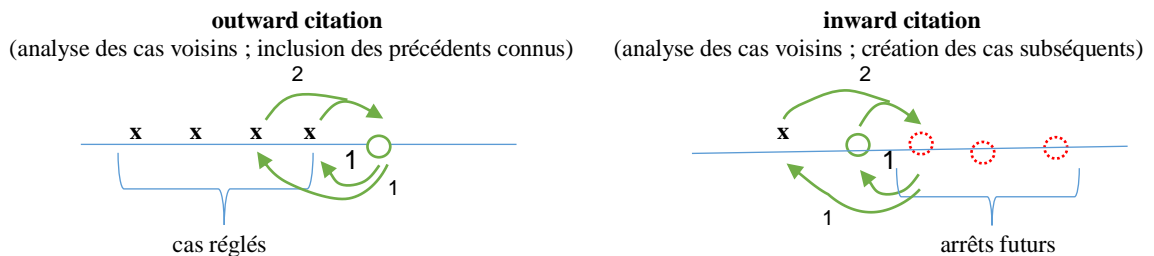 outward citation
(analyse des cas voisins ; inclusion des précédents connus)
2
x x x x
1
1
cas réglés
inward citation
(analyse des cas voisins ; création des cas subséquents)
2
x
1
1
arrêts futurs